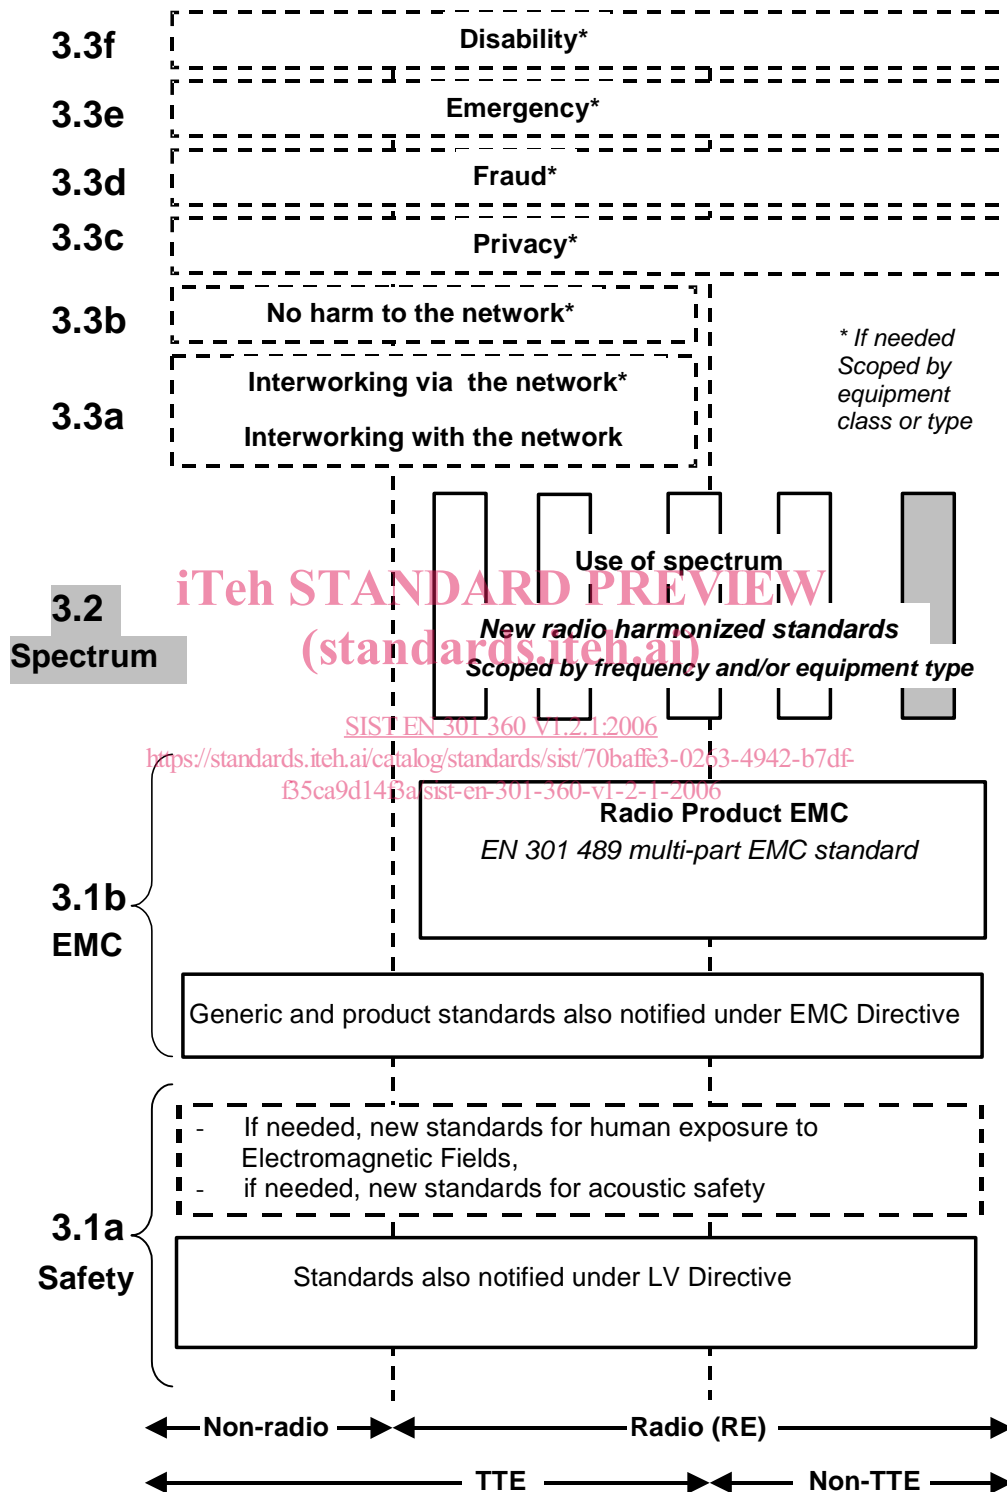 3.3f
Disability*
3.3e
Emergency*
3.3d
Fraud*
3.3c
Privacy*
3.3b
No harm to the network*
* If needed
Scoped by
equipment
class or type
3.3a
Interworking via the network*
Interworking with the network
Use of spectrum
iTeh STANDARD PREVIEW
3.2
Spectrum
New radio harmonized standards
(standards.iteh.ai)
Scoped by frequency and/or equipment type
SIST EN 301 360 V1.2.1:2006
https://standards.iteh.ai/catalog/standards/sist/70baffe3-0263-4942-b7df-
f35ca9d14f3a/sist-en-301-360-v1-2-1-2006
Radio Product EMC
EN 301 489 multi-part EMC standard
3.1b
EMC
Generic and product standards also notified under EMC Directive
- If needed, new standards for human exposure to
Electromagnetic Fields,
- if needed, new standards for acoustic safety
3.1a
Safety
Standards also notified under LV Directive
Non-radio
Radio (RE)
TTE
Non-TTE